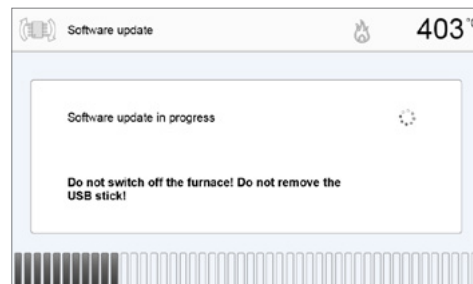 Software update 403 °C
Software update in progress
Do not switch off the furnace! Do not remove the
USB stick!